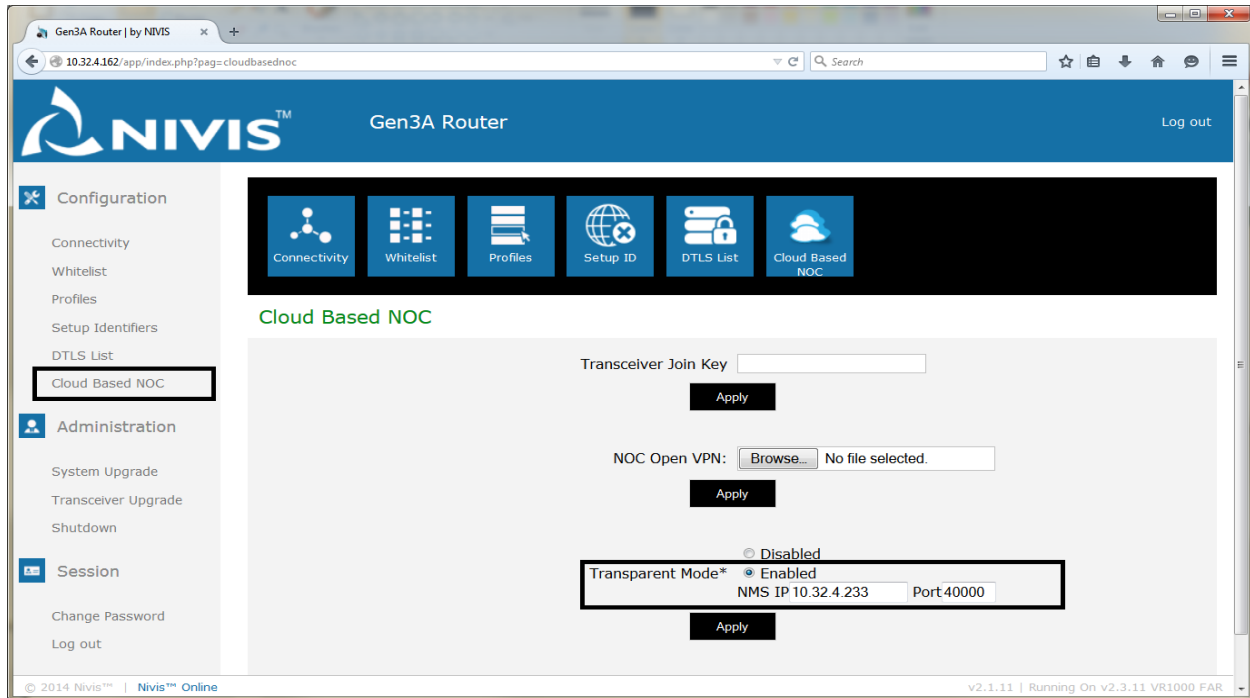 Gen3A Router | by NIVIS × +
10.32.4.162/app/index.php?pag=cloudbasednoc
Search
NIVIS™
Gen3A Router
Log out
Configuration
Connectivity
Whitelist
Profiles
Setup Identifiers
DTLS List
Cloud Based NOC
Administration
System Upgrade
Transceiver Upgrade
Shutdown
Session
Change Password
Log out
Connectivity
Whitelist
Profiles
Setup ID
DTLS List
Cloud Based
NOC
Cloud Based NOC
Transceiver Join Key
Apply
NOC Open VPN: Browse... No file selected.
Apply
Disabled
Transparent Mode* Enabled
NMS IP 10.32.4.233 Port 40000
Apply
© 2014 Nivis™ | Nivis™ Online
v2.1.11 | Running On v2.3.11 VR1000 FAR